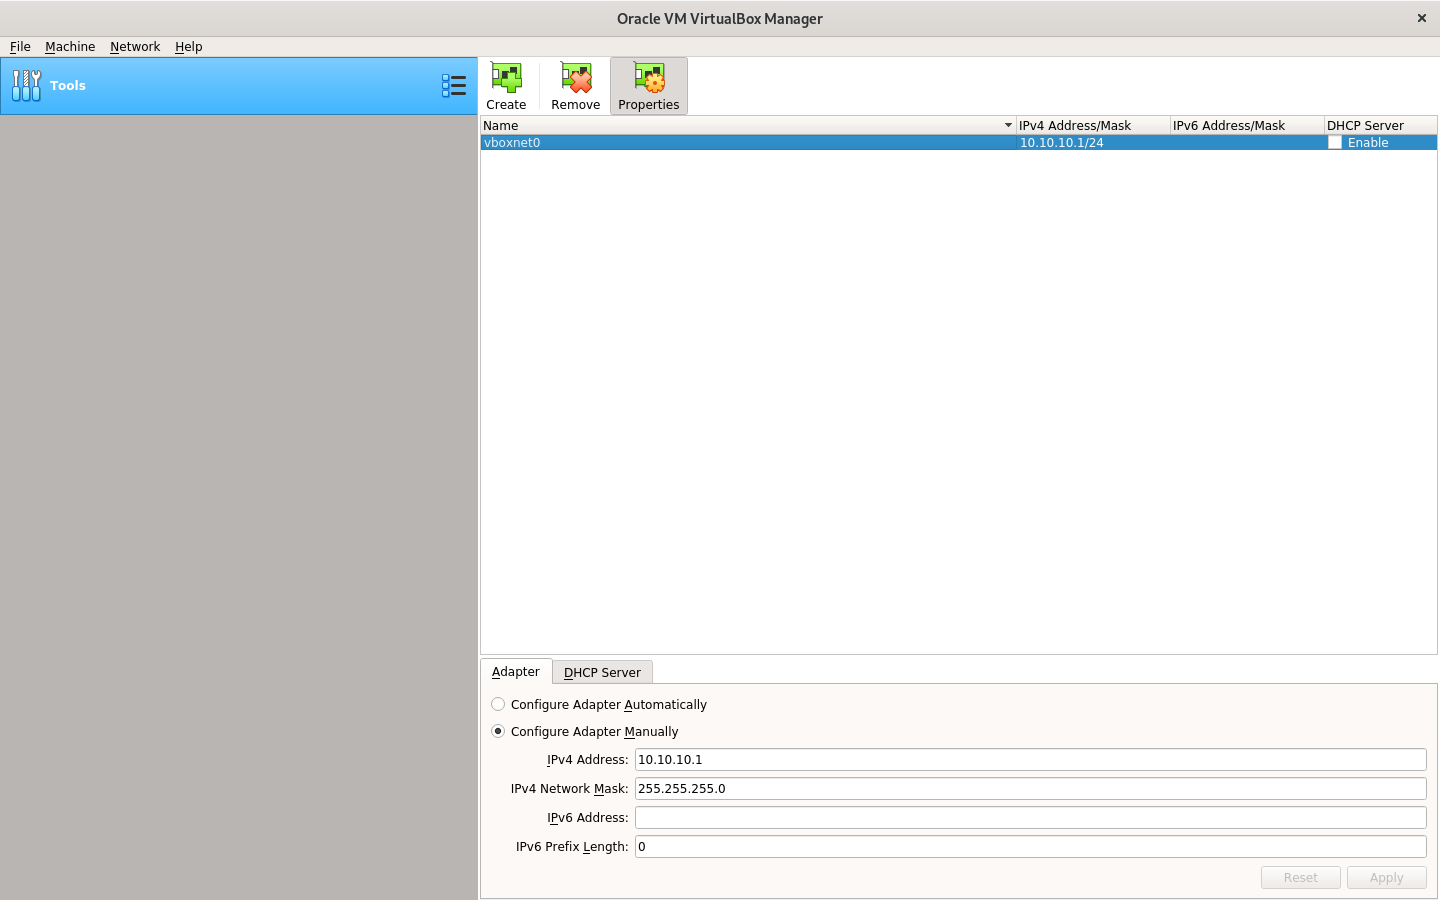 Oracle VM VirtualBox Manager
File Machine Network Help
Tools
Create Remove Properties
Name IPv4 Address/Mask IPv6 Address/Mask DHCP Server
vboxnet0 10.10.10.1/24 Enable
Adapter DHCP Server
Configure Adapter Automatically
Configure Adapter Manually
IPv4 Address: 10.10.10.1
IPv4 Network Mask: 255.255.255.0
IPv6 Address:
IPv6 Prefix Length: 0
Reset Apply